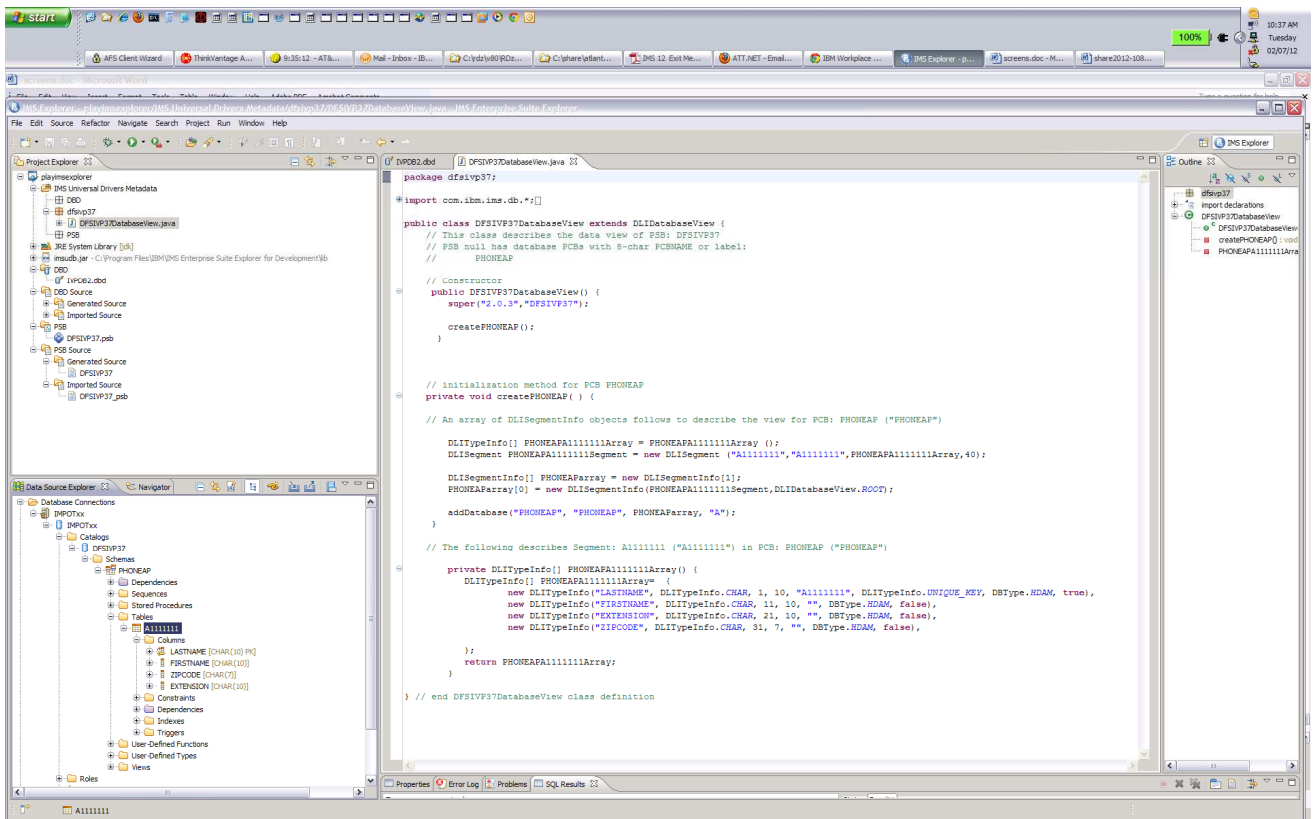 start
100%
10:37 AM
Tuesday
02/07/12
AFS Client Wizard
ThinkVantage A...
9:35:12 - AT&...
Mail - Inbox - IB...
C:\rdz\v80\RDz...
C:\share\atlant...
IMS 12 Exit Me...
ATT.NET - Email...
IBM Workplace ...
IMS Explorer - p...
screens.doc - M...
share2012-108...
screens.doc - Microsoft Word
IMS Explorer - playimsexplorer/IMS Universal Drivers Metadata/dfsivp37/DFSIVP37DatabaseView.java - IMS Enterprise Suite Explorer
File Edit Source Refactor Navigate Search Project Run Window Help
IMS Explorer
Project Explorer
playimsexplorer
IMS Universal Drivers Metadata
DBD
dfsivp37
DFSIVP37DatabaseView.java
PSB
JRE System Library [jdk]
imsudb.jar - C:\Program Files\IBM\IMS Enterprise Suite Explorer for Development\lib
DBD
IVPDB2.dbd
DBD Source
Generated Source
Imported Source
PSB
DFSIVP37.psb
PSB Source
Generated Source
DFSIVP37
Imported Source
DFSIVP37_psb
Data Source Explorer
Navigator
Database Connections
IMPOTxx
IMPOTxx
Catalogs
DFSIVP37
Schemas
PHONEAP
Dependencies
Sequences
Stored Procedures
Tables
A1111111
Columns
LASTNAME [CHAR(10) PK]
FIRSTNAME [CHAR(10)]
ZIPCODE [CHAR(7)]
EXTENSION [CHAR(10)]
Constraints
Dependencies
Indexes
Triggers
User-Defined Functions
User-Defined Types
Views
Roles
IVPDB2.dbd
DFSIVP37DatabaseView.java
package dfsivp37;
import com.ibm.ims.db.*;
public class DFSIVP37DatabaseView extends DLIDatabaseView {
// This class describes the data view of PSB: DFSIVP37
// PSB null has database PCBs with 8-char PCBNAME or label:
// PHONEAP
// Constructor
public DFSIVP37DatabaseView() {
super("2.0.3","DFSIVP37");
createPHONEAP();
}
// initialization method for PCB PHONEAP
private void createPHONEAP( ) {
// An array of DLISegmentInfo objects follows to describe the view for PCB: PHONEAP ("PHONEAP")
DLITypeInfo[] PHONEAPA1111111Array = PHONEAPA1111111Array ();
DLISegment PHONEAPA1111111Segment = new DLISegment ("A1111111","A1111111",PHONEAPA1111111Array,40);
DLISegmentInfo[] PHONEAParray = new DLISegmentInfo[1];
PHONEAParray[0] = new DLISegmentInfo(PHONEAPA1111111Segment,DLIDatabaseView.ROOT);
addDatabase("PHONEAP", "PHONEAP", PHONEAParray, "A");
}
// The following describes Segment: A1111111 ("A1111111") in PCB: PHONEAP ("PHONEAP")
private DLITypeInfo[] PHONEAPA1111111Array() {
DLITypeInfo[] PHONEAPA1111111Array= {
new DLITypeInfo("LASTNAME", DLITypeInfo.CHAR, 1, 10, "A1111111", DLITypeInfo.UNIQUE_KEY, DBType.HDAM, true),
new DLITypeInfo("FIRSTNAME", DLITypeInfo.CHAR, 11, 10, "", DBType.HDAM, false),
new DLITypeInfo("EXTENSION", DLITypeInfo.CHAR, 21, 10, "", DBType.HDAM, false),
new DLITypeInfo("ZIPCODE", DLITypeInfo.CHAR, 31, 7, "", DBType.HDAM, false),
};
return PHONEAPA1111111Array;
}
} // end DFSIVP37DatabaseView class definition
Outline
dfsivp37
import declarations
DFSIVP37DatabaseView
DFSIVP37DatabaseView
createPHONEAP() : void
PHONEAPA1111111Arra
Properties
Error Log
Problems
SQL Results
A1111111